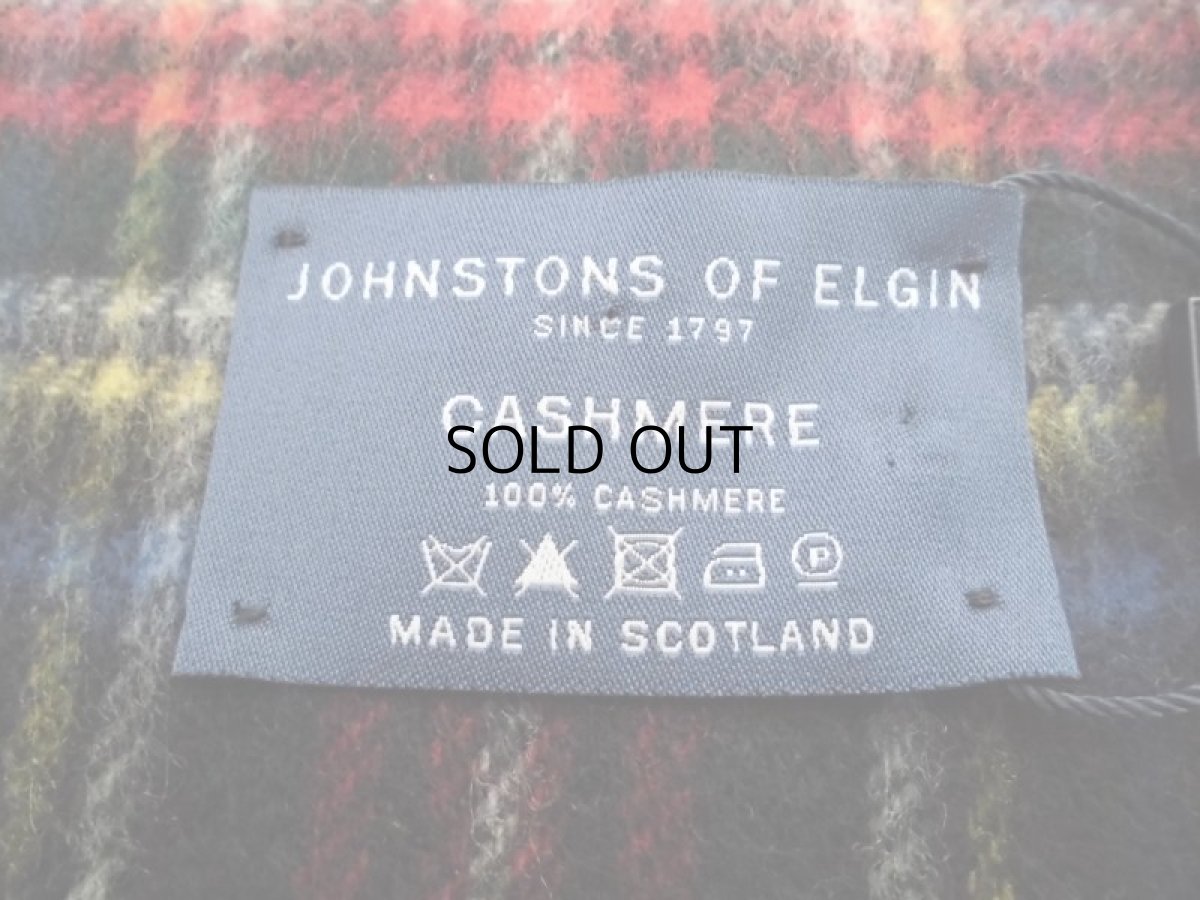 JOHNSTONS OF ELGIN
SINCE 1797
CASHMERE
SOLD OUT
100% CASHMERE
P
MADE IN SCOTLAND